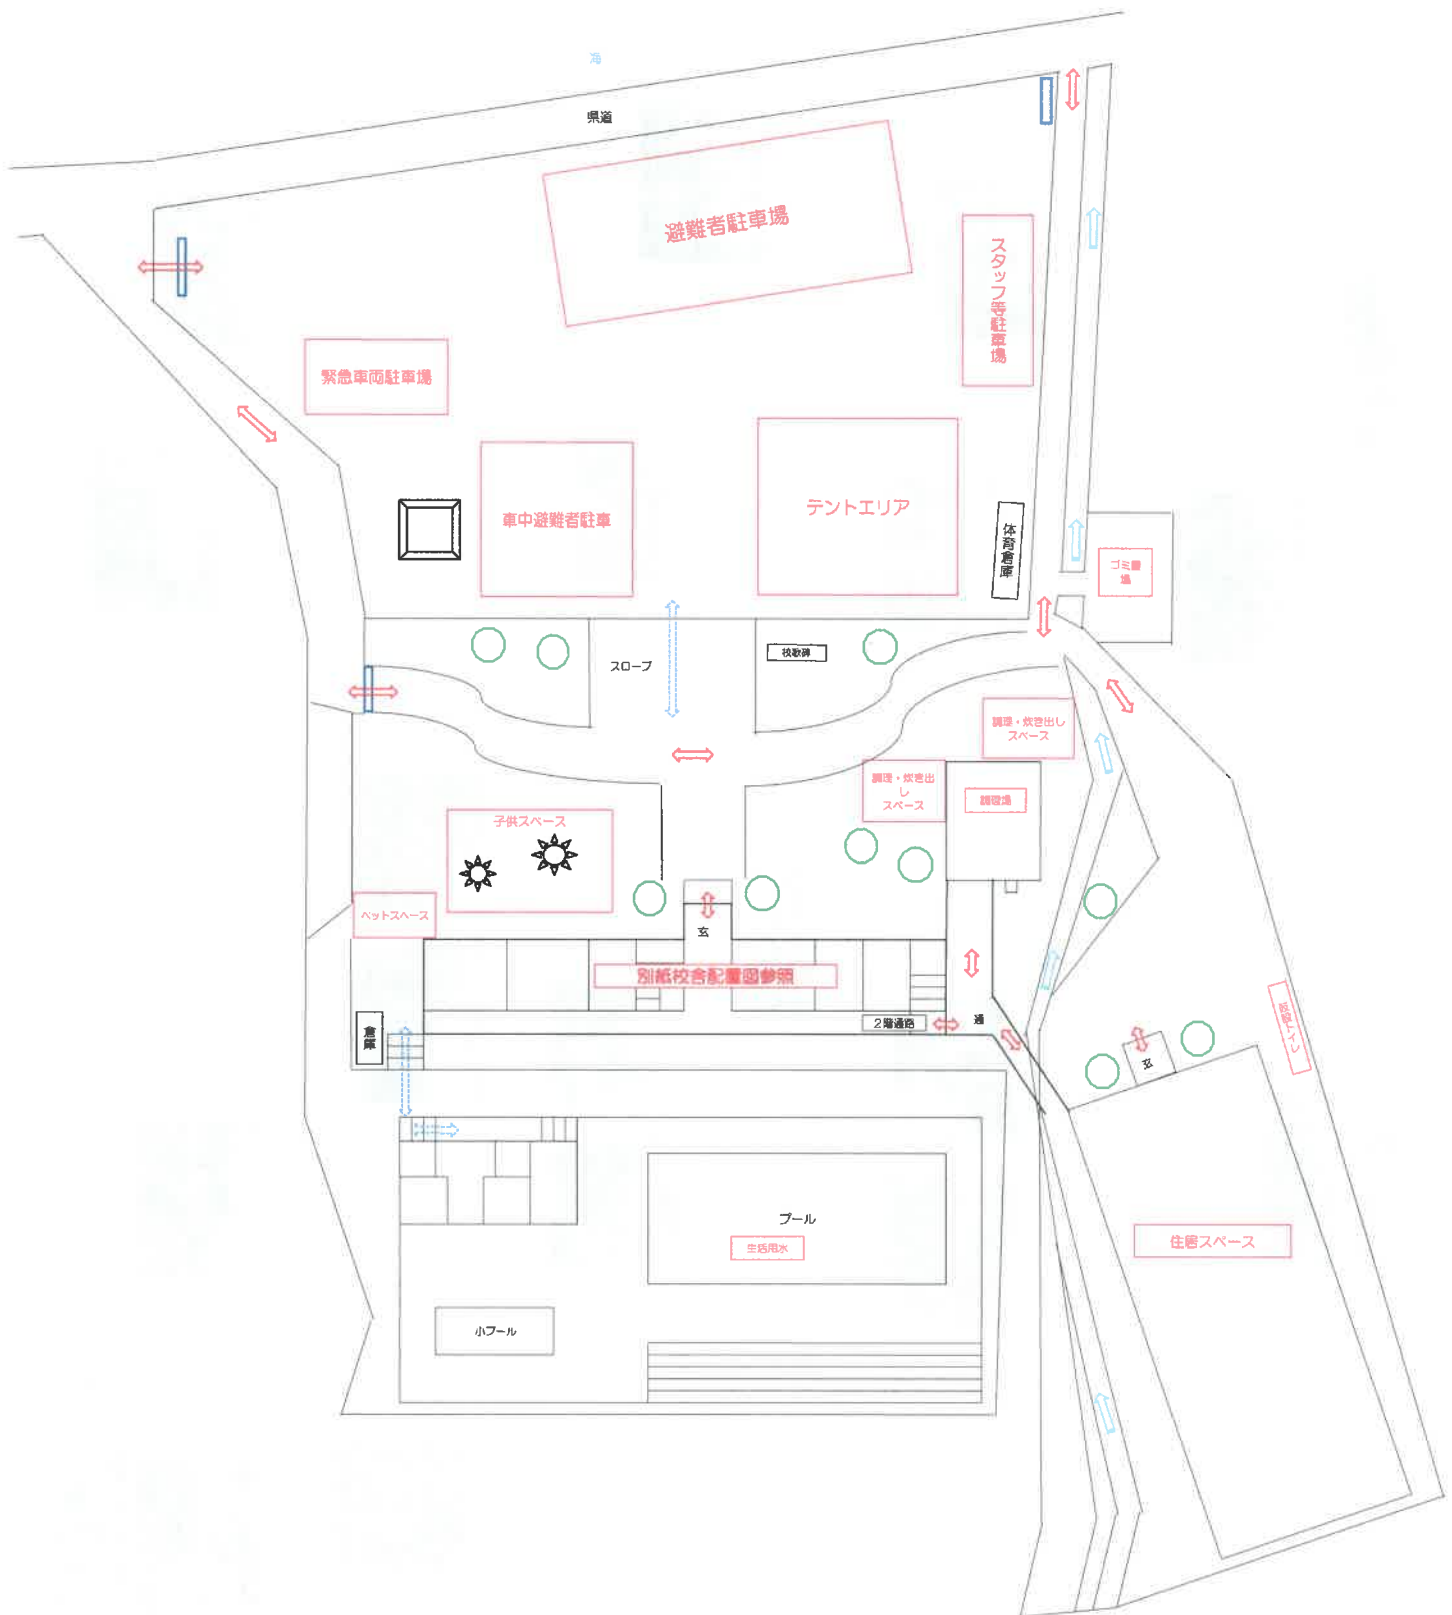 海
県道
避難者駐車場
スタッフ等駐車場
緊急車両駐車場
車中避難者駐車
テントエリア
体育倉庫
ゴミ置
場
スロープ
校歌碑
調理・炊き出し
スペース
調理・炊き出
し
スペース
調理場
子供スペース
ペットスペース
玄
別紙校舎配置図参照
倉庫
2階通路
通
仮設トイレ
玄
プール
生活用水
住居スペース
小プール